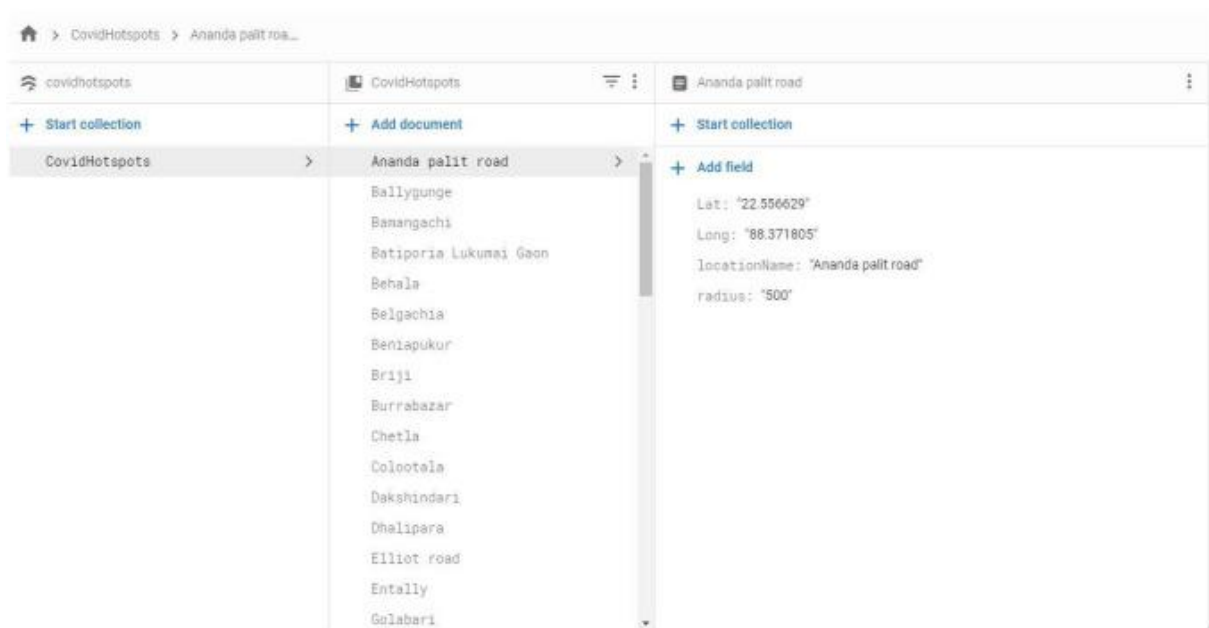 CovidHotspots > Ananda palit roa...
covidhotspots
+ Start collection
CovidHotspots >
CovidHotspots
+ Add document
Ananda palit road >
Ballygunge
Bamangachi
Batiporia Lukumai Gaon
Behala
Belgachia
Beniapukur
Briji
Burrabazar
Chetla
Colootala
Dakshindari
Dhalipara
Elliot road
Entally
Golabari
Ananda palit road
+ Start collection
+ Add field
Lat: "22.556629"
Long: "88.371805"
locationName: "Ananda palit road"
radius: "500"